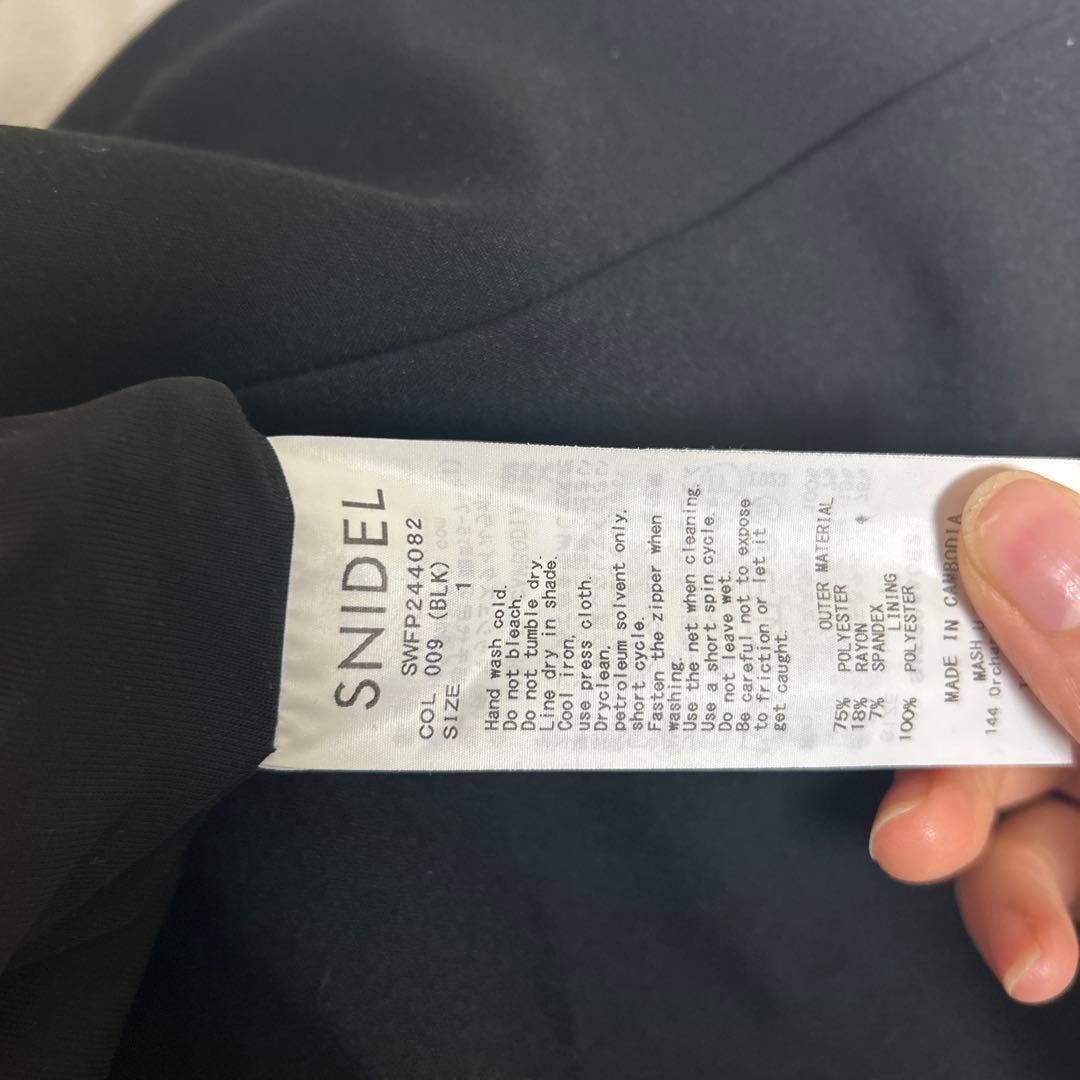 SNIDEL
SWFP244082
COL 009 (BLK)
SIZE 1
Hand wash cold.
Do not bleach.
Do not tumble dry.
Line dry in shade.
Cool iron,
use press cloth.
Dryclean,
petroleum solvent only,
short cycle.
Fasten the zipper when
washing.
Use the net when cleaning.
Use a short spin cycle.
Do not leave wet.
Be careful not to expose
to friction or let it
get caught.
OUTER MATERIAL
75% POLYESTER
18% RAYON
7% SPANDEX
LINING
100% POLYESTER
MADE IN CAMBODIA
MASH
144 Orchar